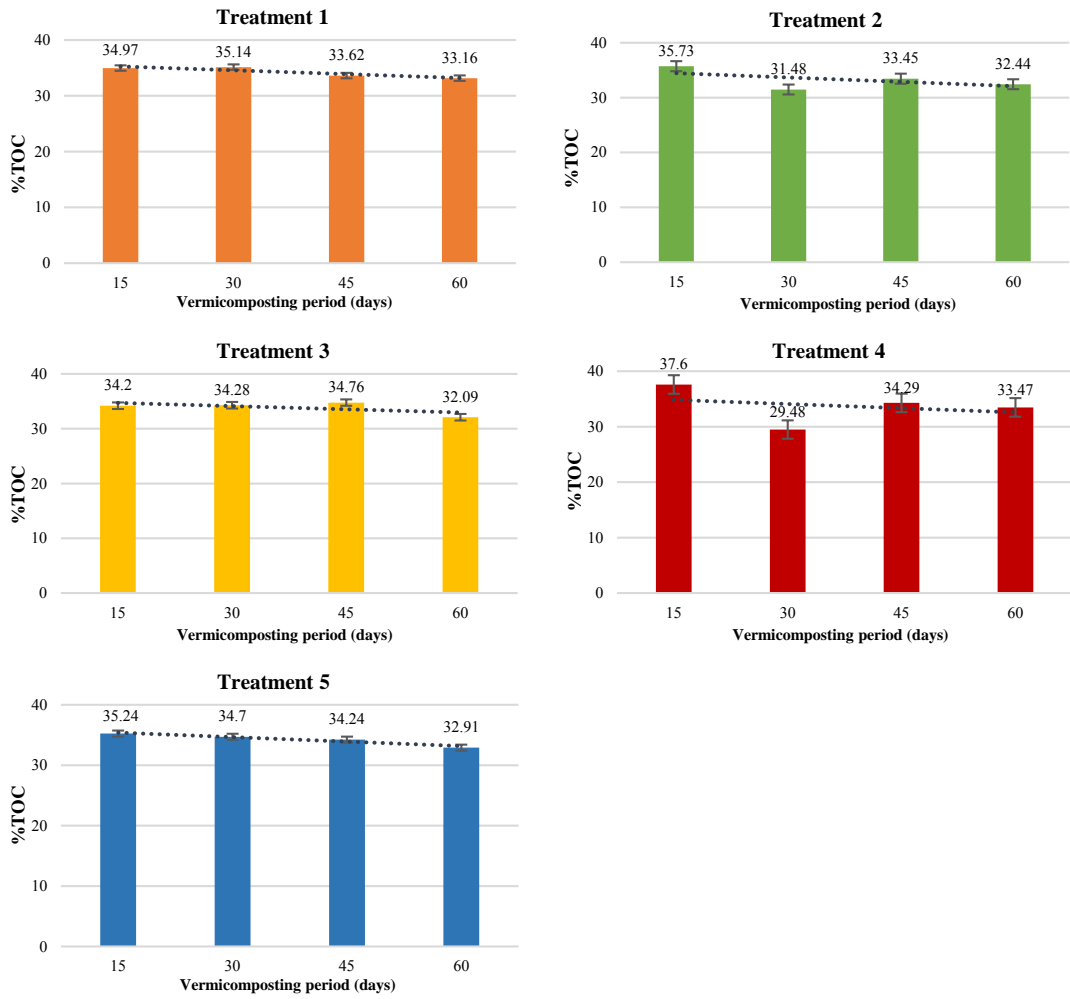 Treatment 1
40
30
20
10
0
%TOC
34.97
35.14
33.62
33.16
15 30 45 60
Vermicomposting period (days)
Treatment 2
40
30
20
10
0
%TOC
35.73
31.48
33.45
32.44
15 30 45 60
Vermicomposting period (days)
Treatment 3
40
30
20
10
0
%TOC
34.2
34.28
34.76
32.09
15 30 45 60
Vermicomposting period (days)
Treatment 4
40
30
20
10
0
%TOC
37.6
29.48
34.29
33.47
15 30 45 60
Vermicomposting period (days)
Treatment 5
40
30
20
10
0
%TOC
35.24
34.7
34.24
32.91
15 30 45 60
Vermicomposting period (days)